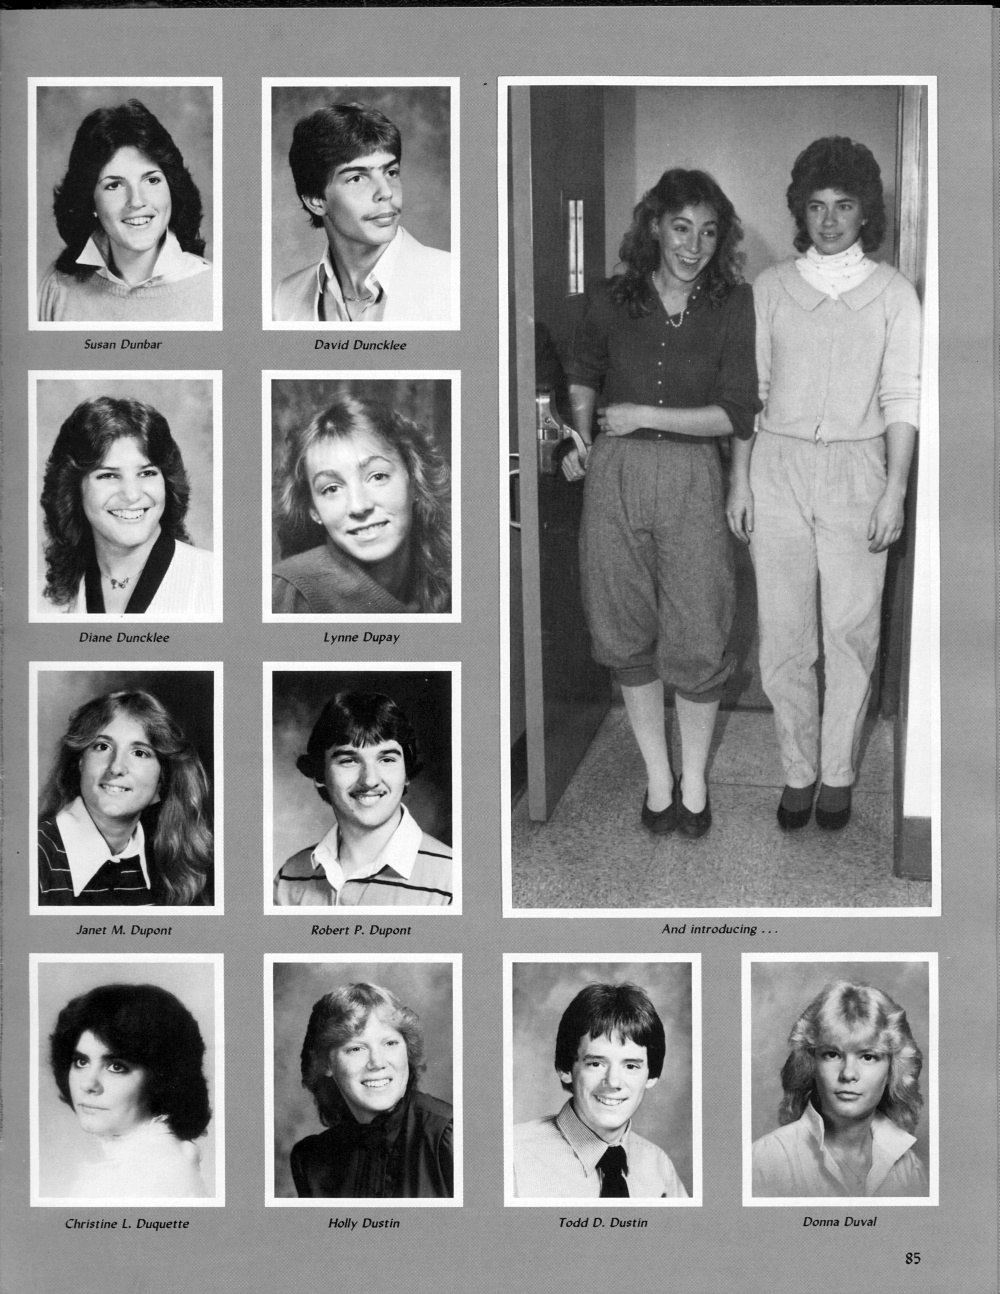 Susan Dunbar
David Duncklee
Diane Duncklee
Lynne Dupay
Janet M. Dupont
Robert P. Dupont
And introducing . . .
Christine L. Duquette
Holly Dustin
Todd D. Dustin
Donna Duval
85